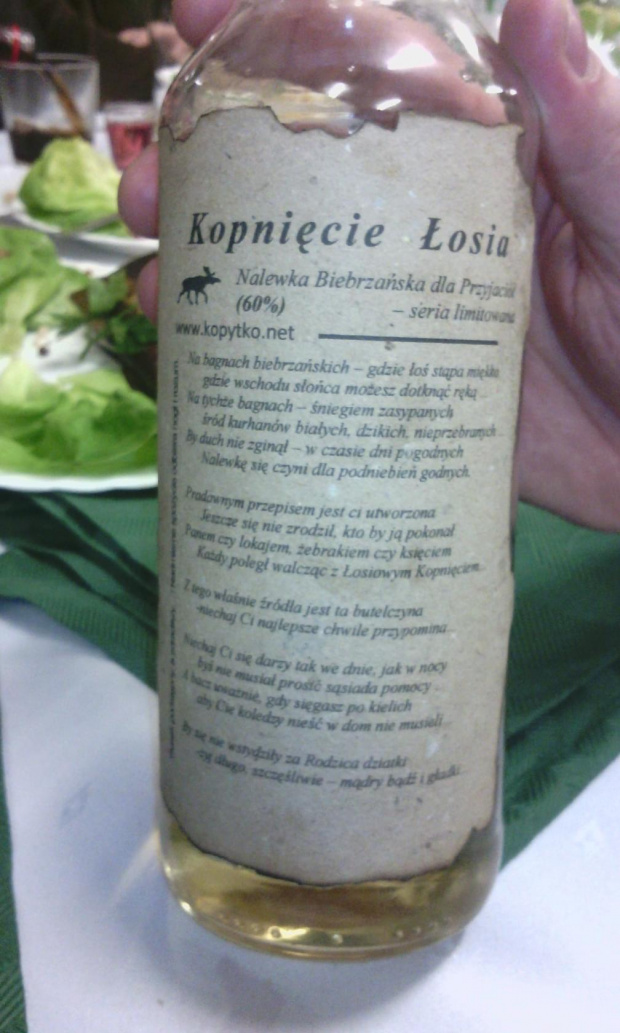 Kopnięcie Łosia
Nalewka Biebrzańska dla Przyjaciół
(60%) – seria limitowana
www.kopytko.net
Na bagnach biebrzańskich – gdzie łoś stąpa miękko
gdzie wschodu słońca możesz dotknąć ręką...
Na tychże bagnach – śniegiem zasypanych
śród kurhanów białych, dzikich, nieprzebranych...
By duch nie zginął – w czasie dni pogodnych
Nalewkę się czyni dla podniebień godnych.
Pradawnym przepisem jest ci utworzona
Jeszcze się nie zrodził, kto by ją pokonał
Panem czy lokajem, żebrakiem czy księciem
Każdy poległ walcząc z Łosiowym Kopnięciem...
Z tego właśnie źródła jest ta butelczyna
-niechaj Ci najlepsze chwile przypomina...
Niechaj Ci się darzy tak we dnie, jak w nocy
byś nie musiał prosić sąsiada pomocy...
A bacz uważnie, gdy sięgasz po kielich
aby Cię koledzy nieść w dom nie musieli...
By się nie wstydziły za Rodzica dziatki
-żyj długo, szczęśliwie – mądry bądź i gładki...